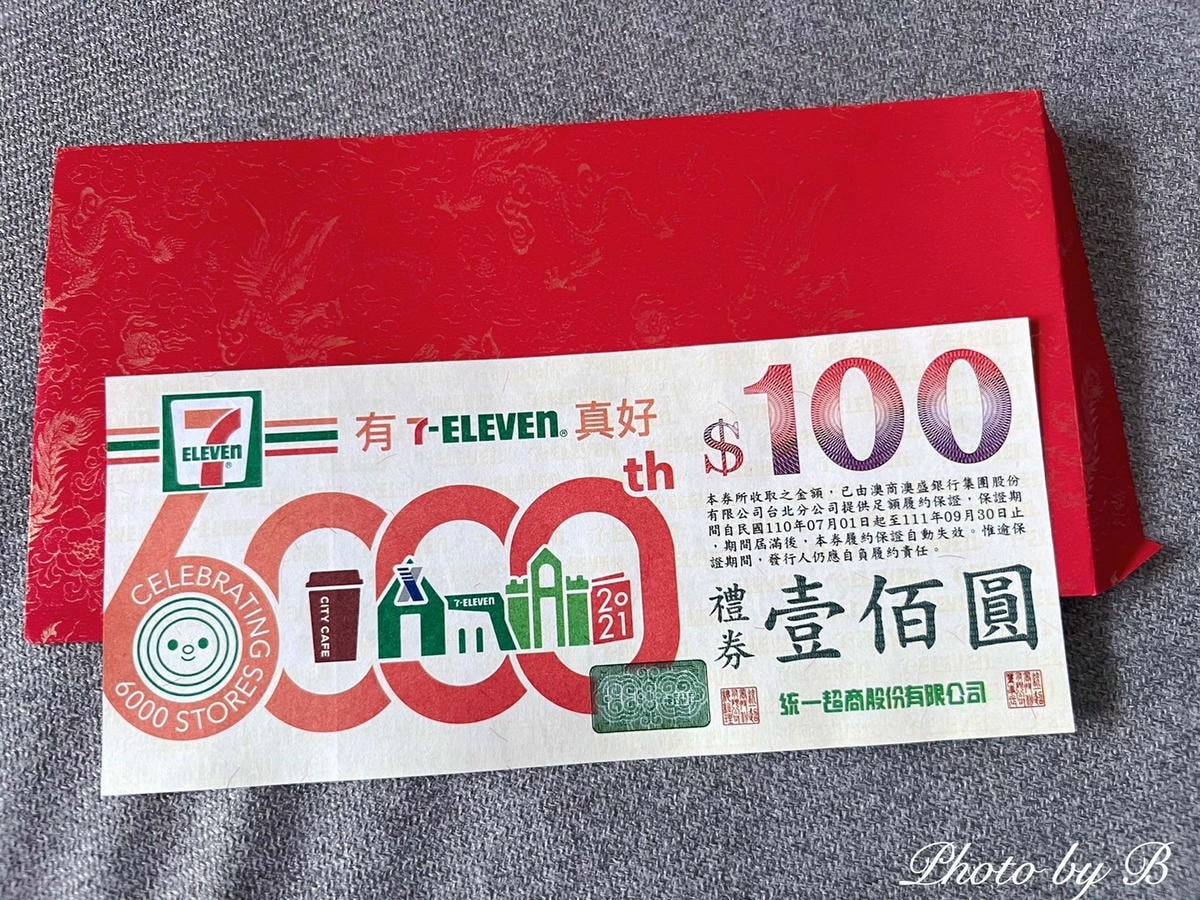 7
ELEVEN®
有 7-ELEVEN® 真好
6000th
CELEBRATING
6000 STORES
CITY CAFE
7-ELEVEN
2021
$100
本券所收取之金額，已由澳商澳盛銀行集團股份
有限公司台北分公司提供足額履約保證，保證期
間自民國110年07月01日起至111年09月30日止
，期間屆滿後，本券履約保證自動失效。惟逾保
證期間，發行人仍應自負履約責任。
禮券 壹佰圓
統一超商股份有限公司
Photo by B